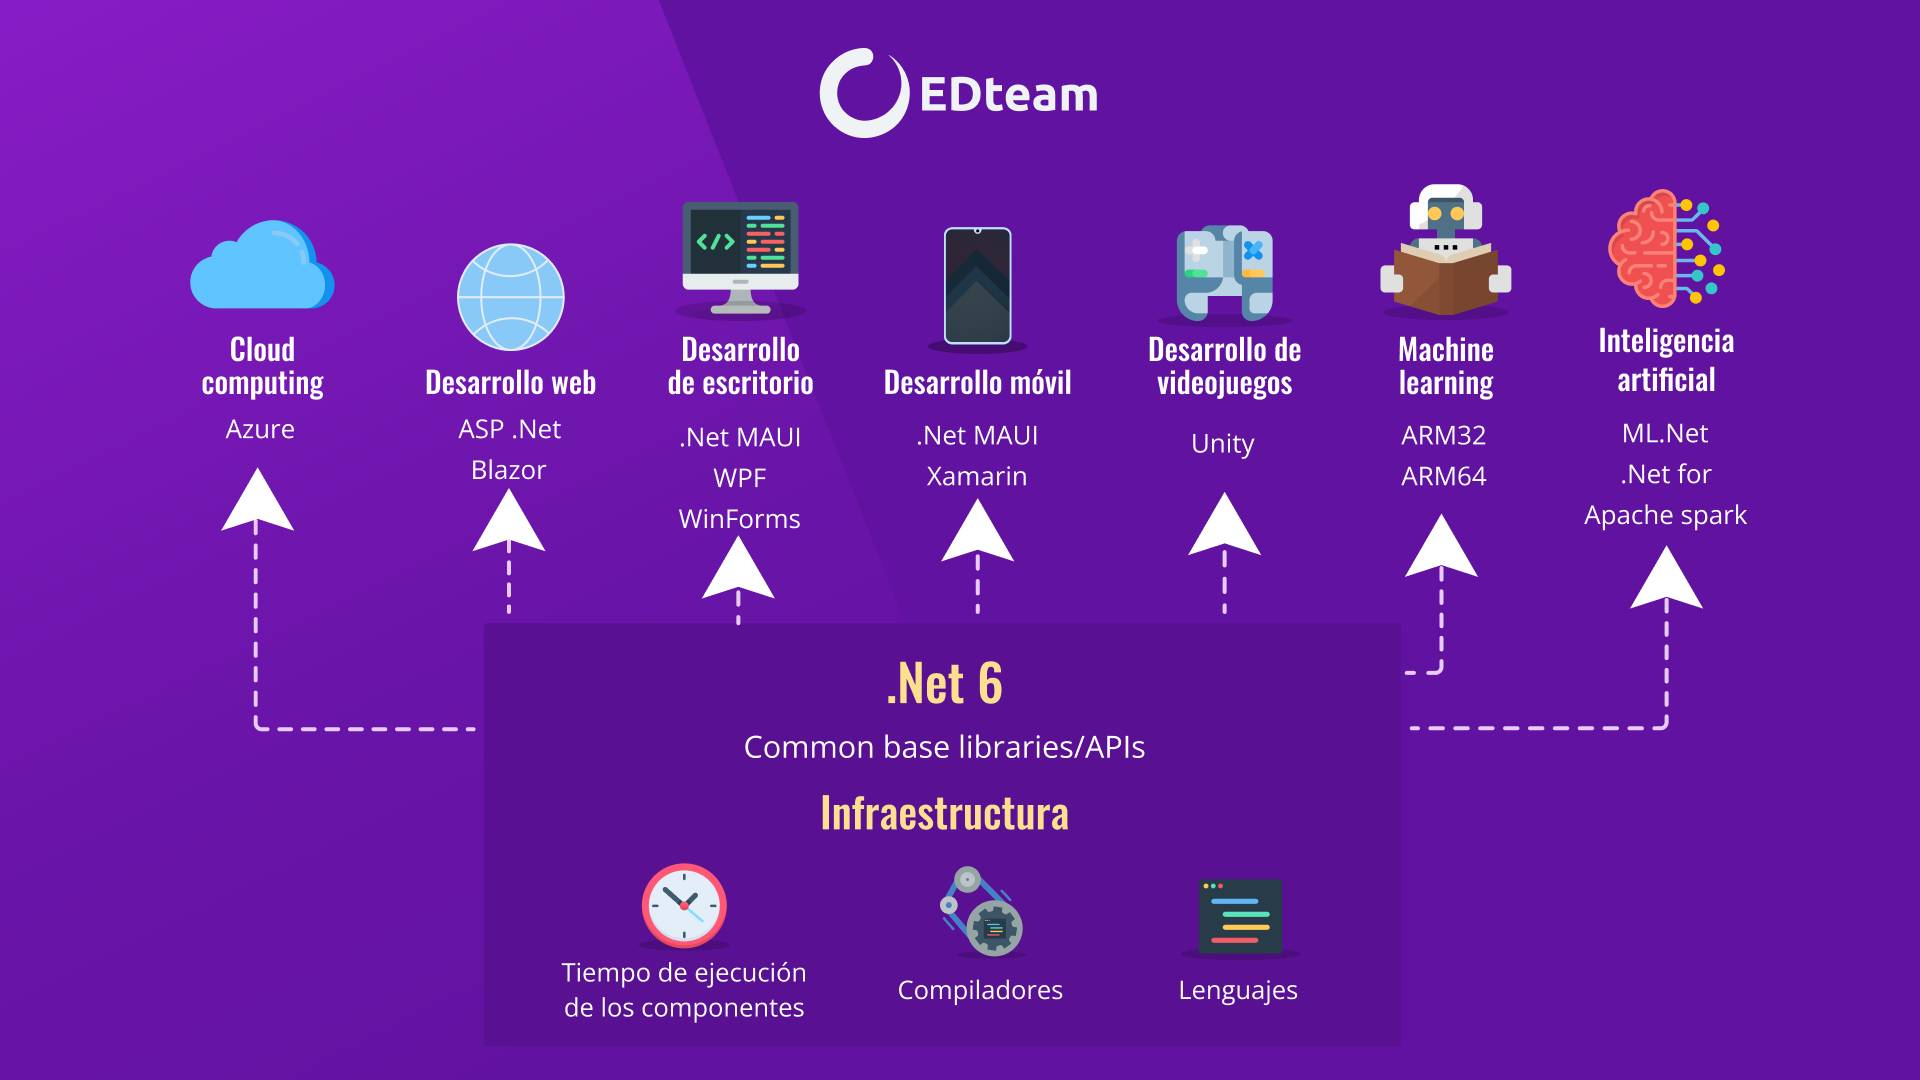 EDteam
Cloud
computing
Azure
Desarrollo web
ASP .Net
Blazor
Desarrollo
de escritorio
.Net MAUI
WPF
WinForms
Desarrollo móvil
.Net MAUI
Xamarin
Desarrollo de
videojuegos
Unity
Machine
learning
ARM32
ARM64
Inteligencia
artificial
ML.Net
.Net for
Apache spark
.Net 6
Common base libraries/APIs
Infraestructura
Tiempo de ejecución
de los componentes
Compiladores
Lenguajes